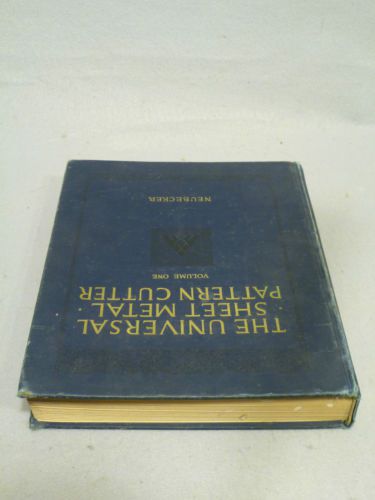 THE UNIVERSAL
· SHEET METAL ·
PATTERN CUTTER
VOLUME ONE
NEUBECKER